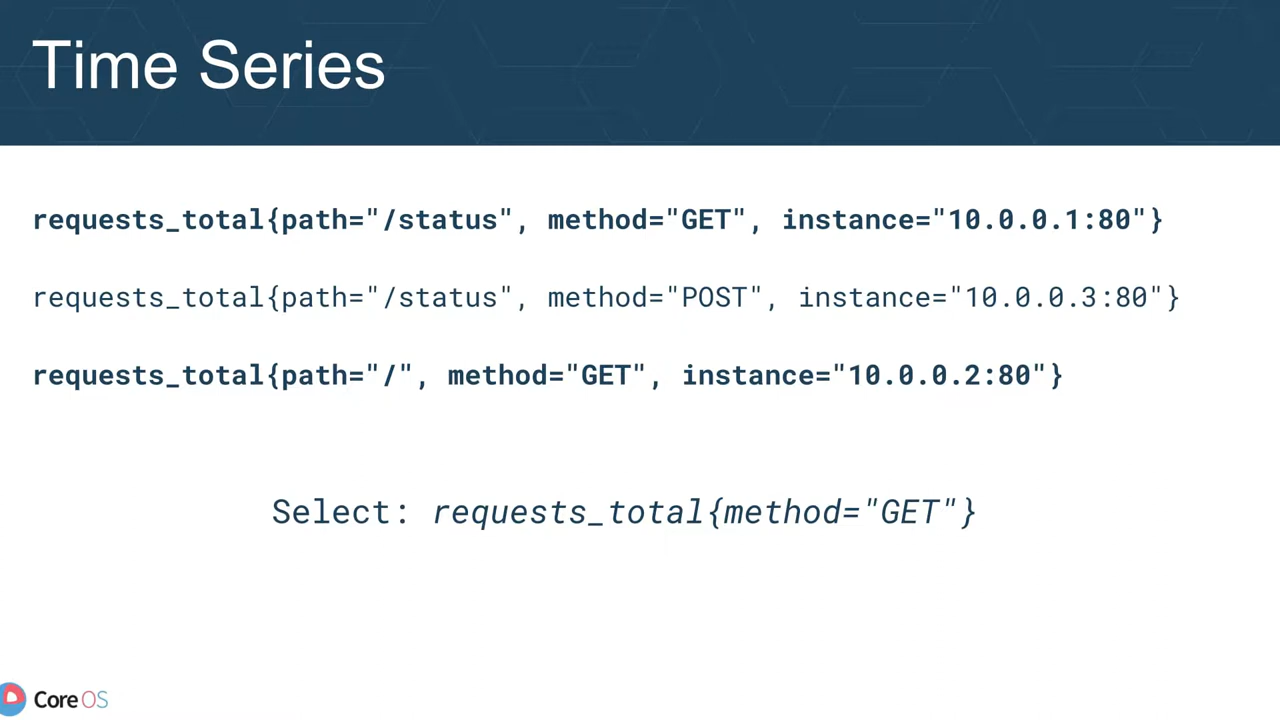 Time Series
requests_total{path="/status", method="GET", instance="10.0.0.1:80"}
requests_total{path="/status", method="POST", instance="10.0.0.3:80"}
requests_total{path="/", method="GET", instance="10.0.0.2:80"}
Select: requests_total{method="GET"}
CoreOS